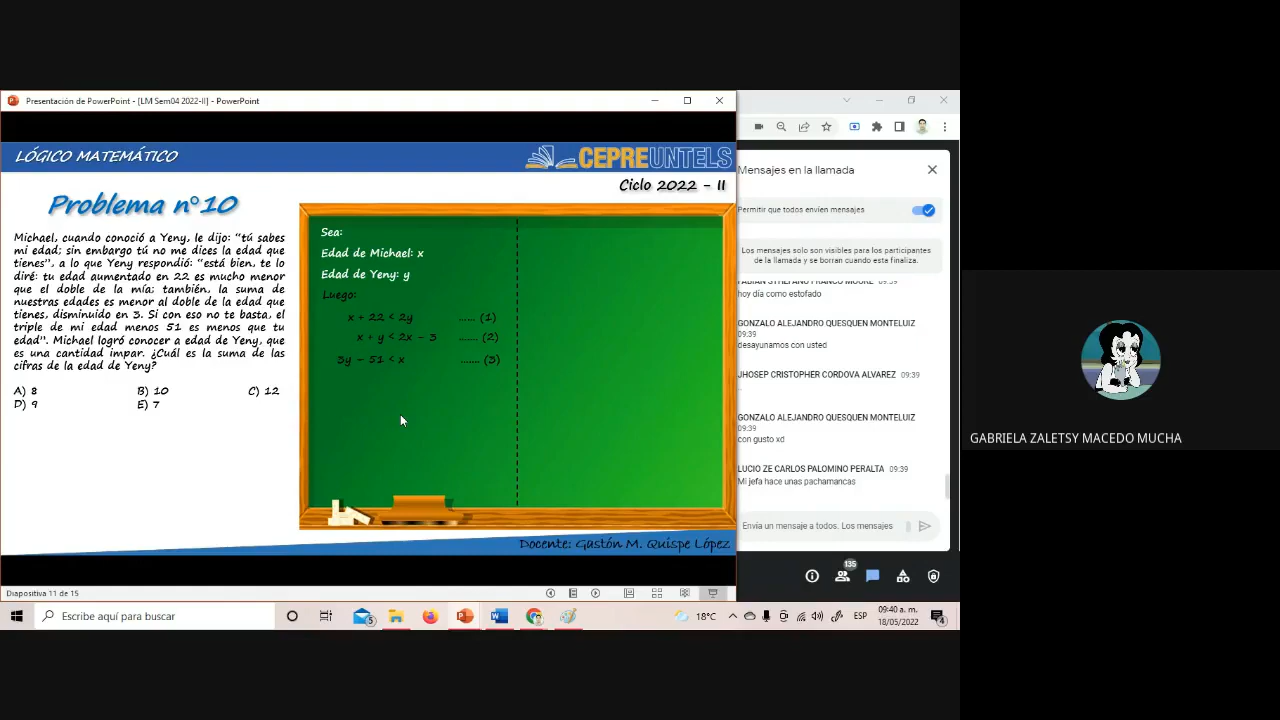 Presentación de PowerPoint - [LM Sem04 2022-II] - PowerPoint
LÓGICO MATEMÁTICO
CEPREUNTELS
Ciclo 2022 - II
Problema n°10
Michael, cuando conoció a Yeny, le dijo: "tú sabes
mi edad; sin embargo tú no me dices la edad que
tienes", a lo que Yeny respondió: "está bien, te lo
diré: tu edad aumentado en 22 es mucho menor
que el doble de la mía; también, la suma de
nuestras edades es menor al doble de la edad que
tienes, disminuido en 3. Si con eso no te basta, el
triple de mi edad menos 51 es menos que tu
edad". Michael logró conocer a edad de Yeny, que
es una cantidad impar. ¿Cuál es la suma de las
cifras de la edad de Yeny?
A) 8 B) 10 C) 12
D) 9 E) 7
Sea:
Edad de Michael: x
Edad de Yeny: y
Luego:
x + 22 < 2y ..... (1)
x + y < 2x - 3 ....... (2)
3y - 51 < x ....... (3)
Docente: Gastón M. Quispe López
Diapositiva 11 de 15
Mensajes en la llamada
Permitir que todos envíen mensajes
Los mensajes solo son visibles para los participantes
de la llamada y se borran cuando esta finaliza.
hoy día como estofado
GONZALO ALEJANDRO QUESQUEN MONTELUIZ
09:39
desayunamos con usted
JHOSEP CRISTOPHER CORDOVA ALVAREZ 09:39
GONZALO ALEJANDRO QUESQUEN MONTELUIZ
09:39
con gusto xd
LUCIO ZE CARLOS PALOMINO PERALTA 09:39
Mi jefa hace unas pachamancas
Envía un mensaje a todos. Los mensajes
135
GABRIELA ZALETSY MACEDO MUCHA
Escribe aquí para buscar
5
18°C
ESP
09:40 a. m.
18/05/2022
4